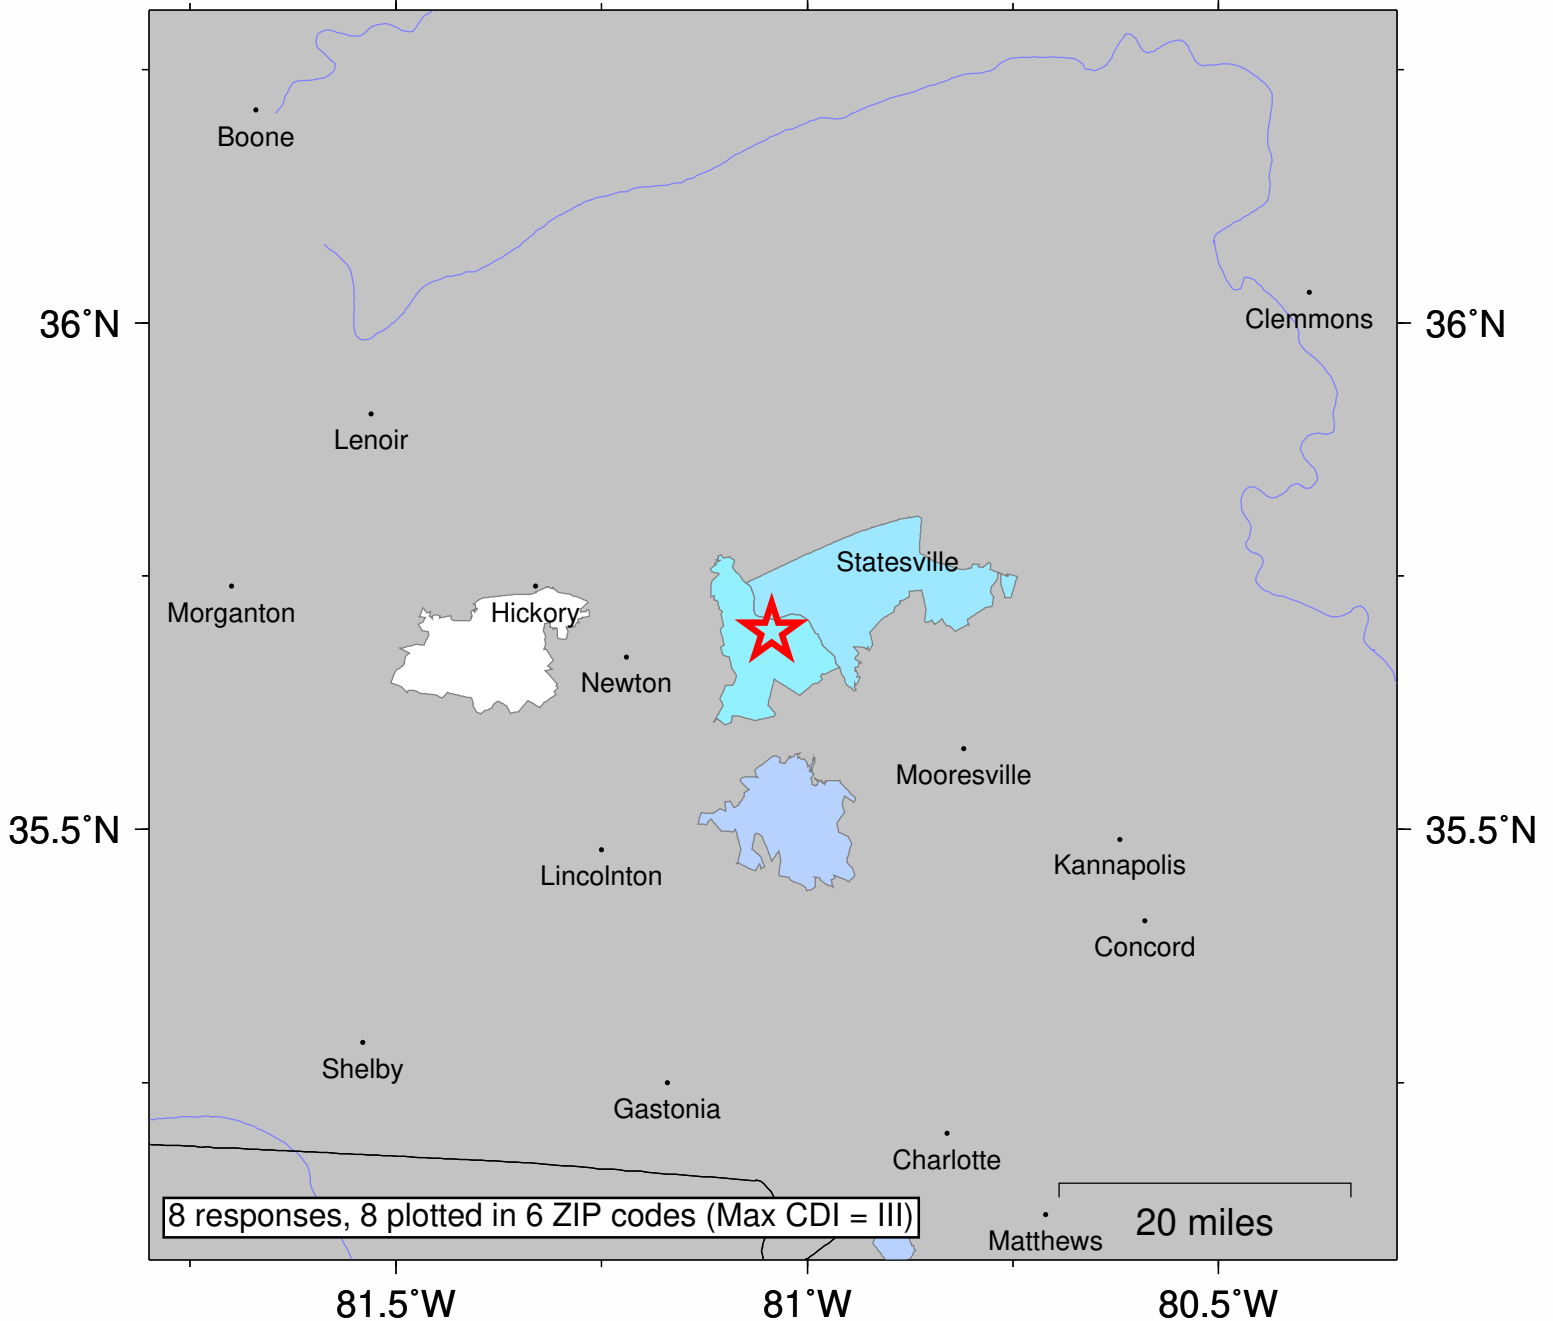 Boone
36˚N
36˚N
Clemmons
Lenoir
Statesville
Morganton
Hickory
Newton
Mooresville
35.5˚N
35.5˚N
Lincolnton
Kannapolis
Concord
Shelby
Gastonia
Charlotte
8 responses, 8 plotted in 6 ZIP codes (Max CDI = III)
Matthews
20 miles
81.5˚W
81˚W
80.5˚W